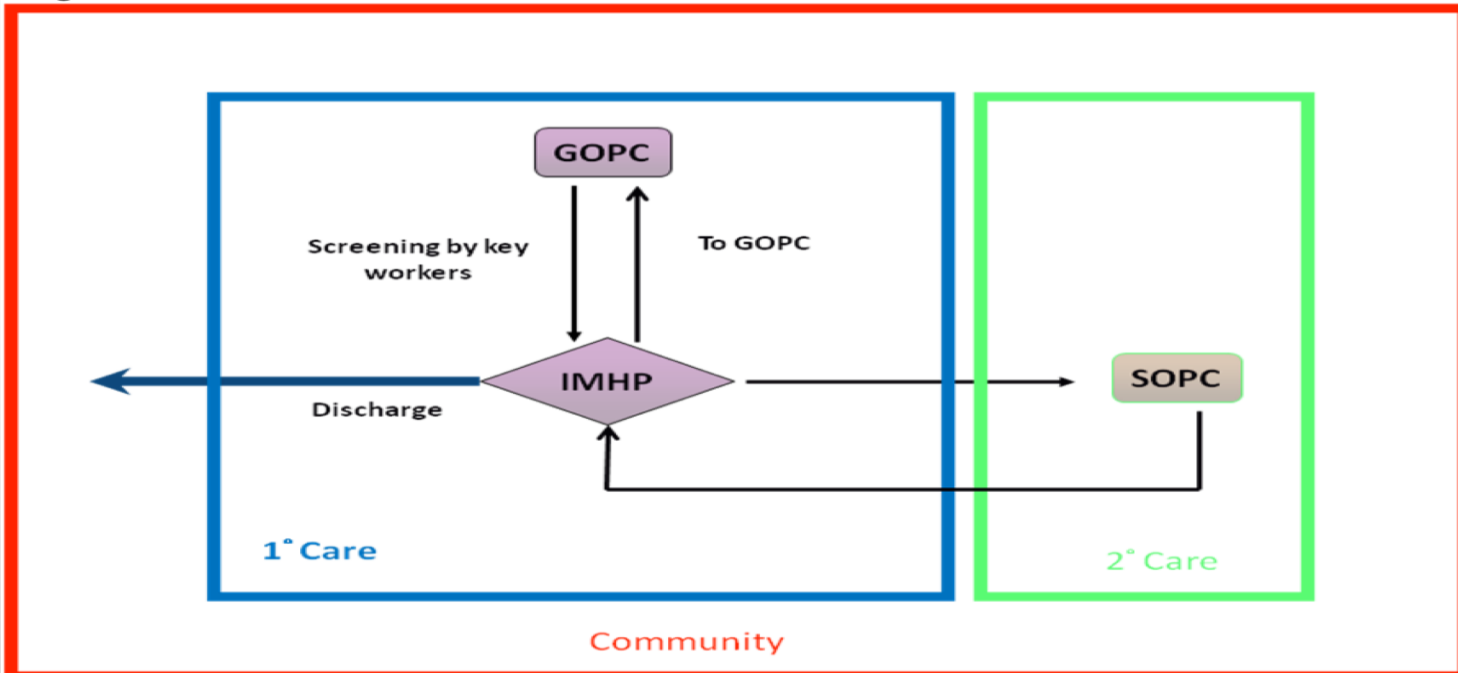 GOPC
Screening by key
workers
To GOPC
IMHP
SOPC
Discharge
1° Care
2° Care
Community